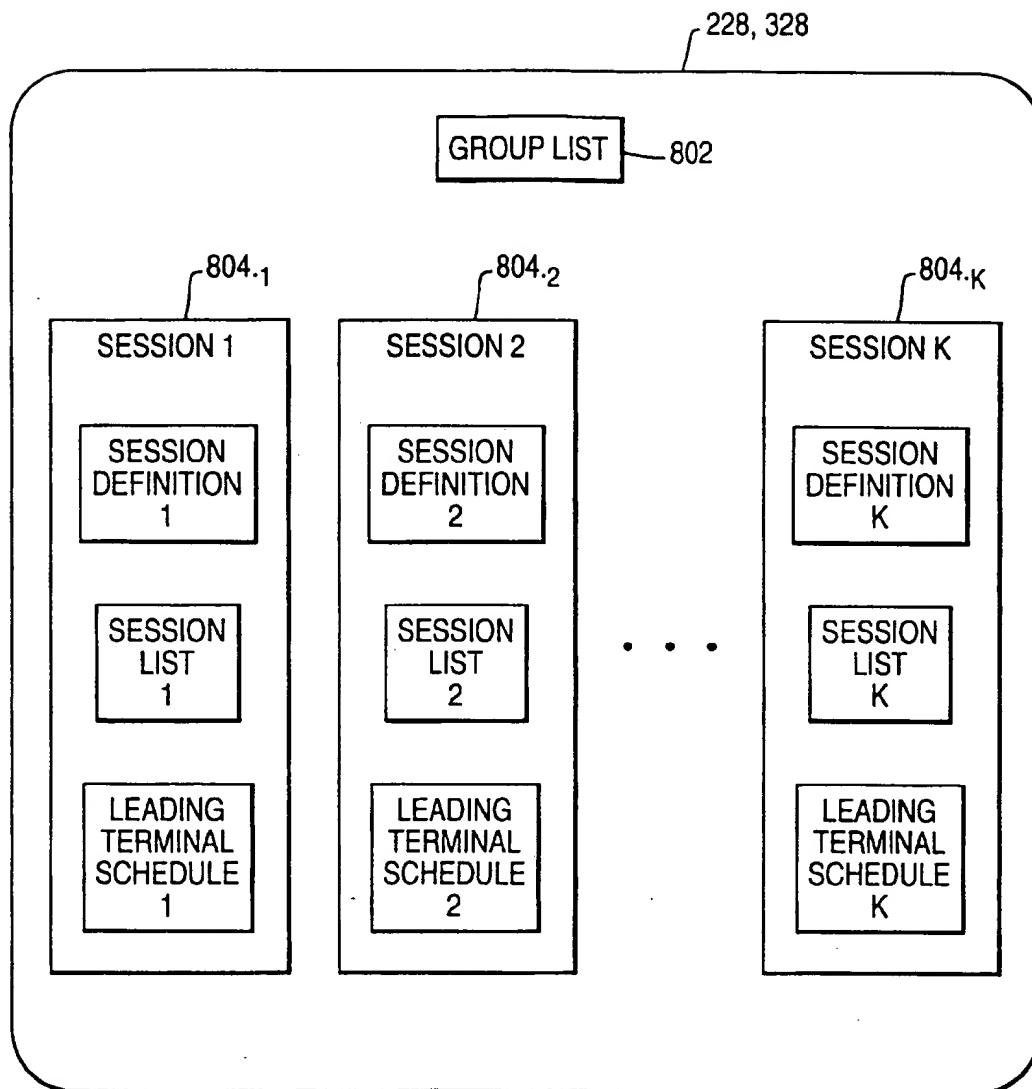 228, 328
GROUP LIST
802
804.1
804.2
804.K
SESSION 1
SESSION 2
SESSION K
SESSION
DEFINITION
1
SESSION
DEFINITION
2
SESSION
DEFINITION
K
SESSION
LIST
1
SESSION
LIST
2
SESSION
LIST
K
LEADING
TERMINAL
SCHEDULE
1
LEADING
TERMINAL
SCHEDULE
2
LEADING
TERMINAL
SCHEDULE
K